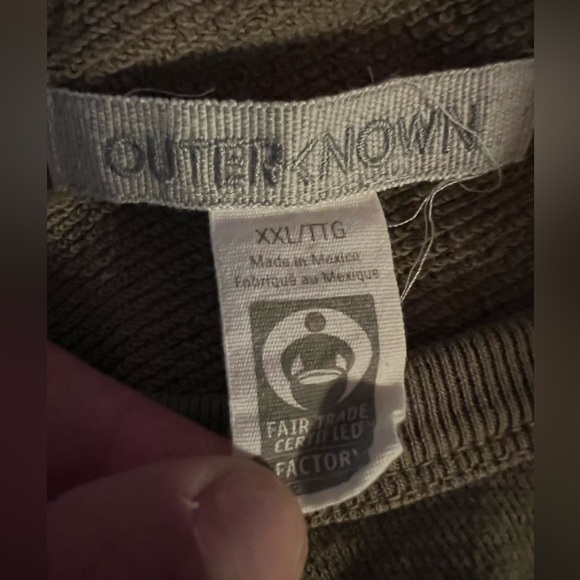 OUTERKNOWN
XXL/TTG
Made in Mexico
Fabriqué au Mexique
FAIR TRADE
CERTIFIED
FACTORY